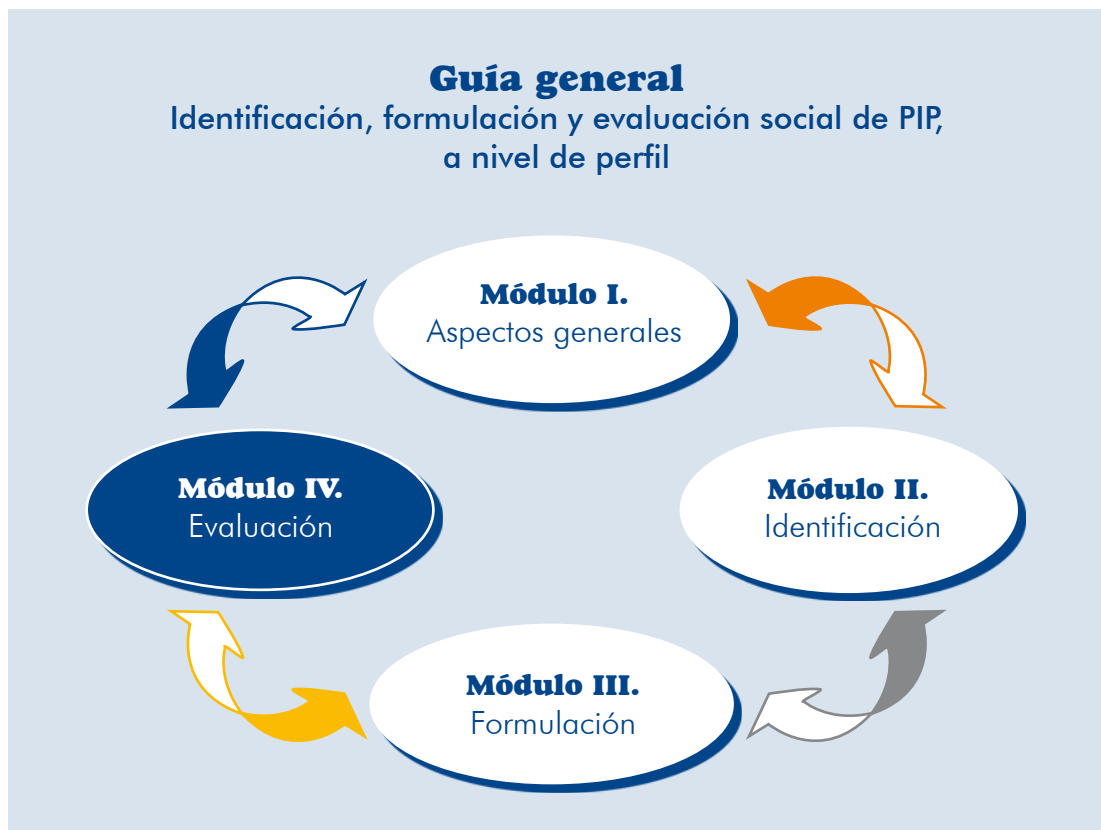 Guía general
Identificación, formulación y evaluación social de PIP,
a nivel de perfil
Módulo I.
Aspectos generales
Módulo IV.
Evaluación
Módulo II.
Identificación
Módulo III.
Formulación